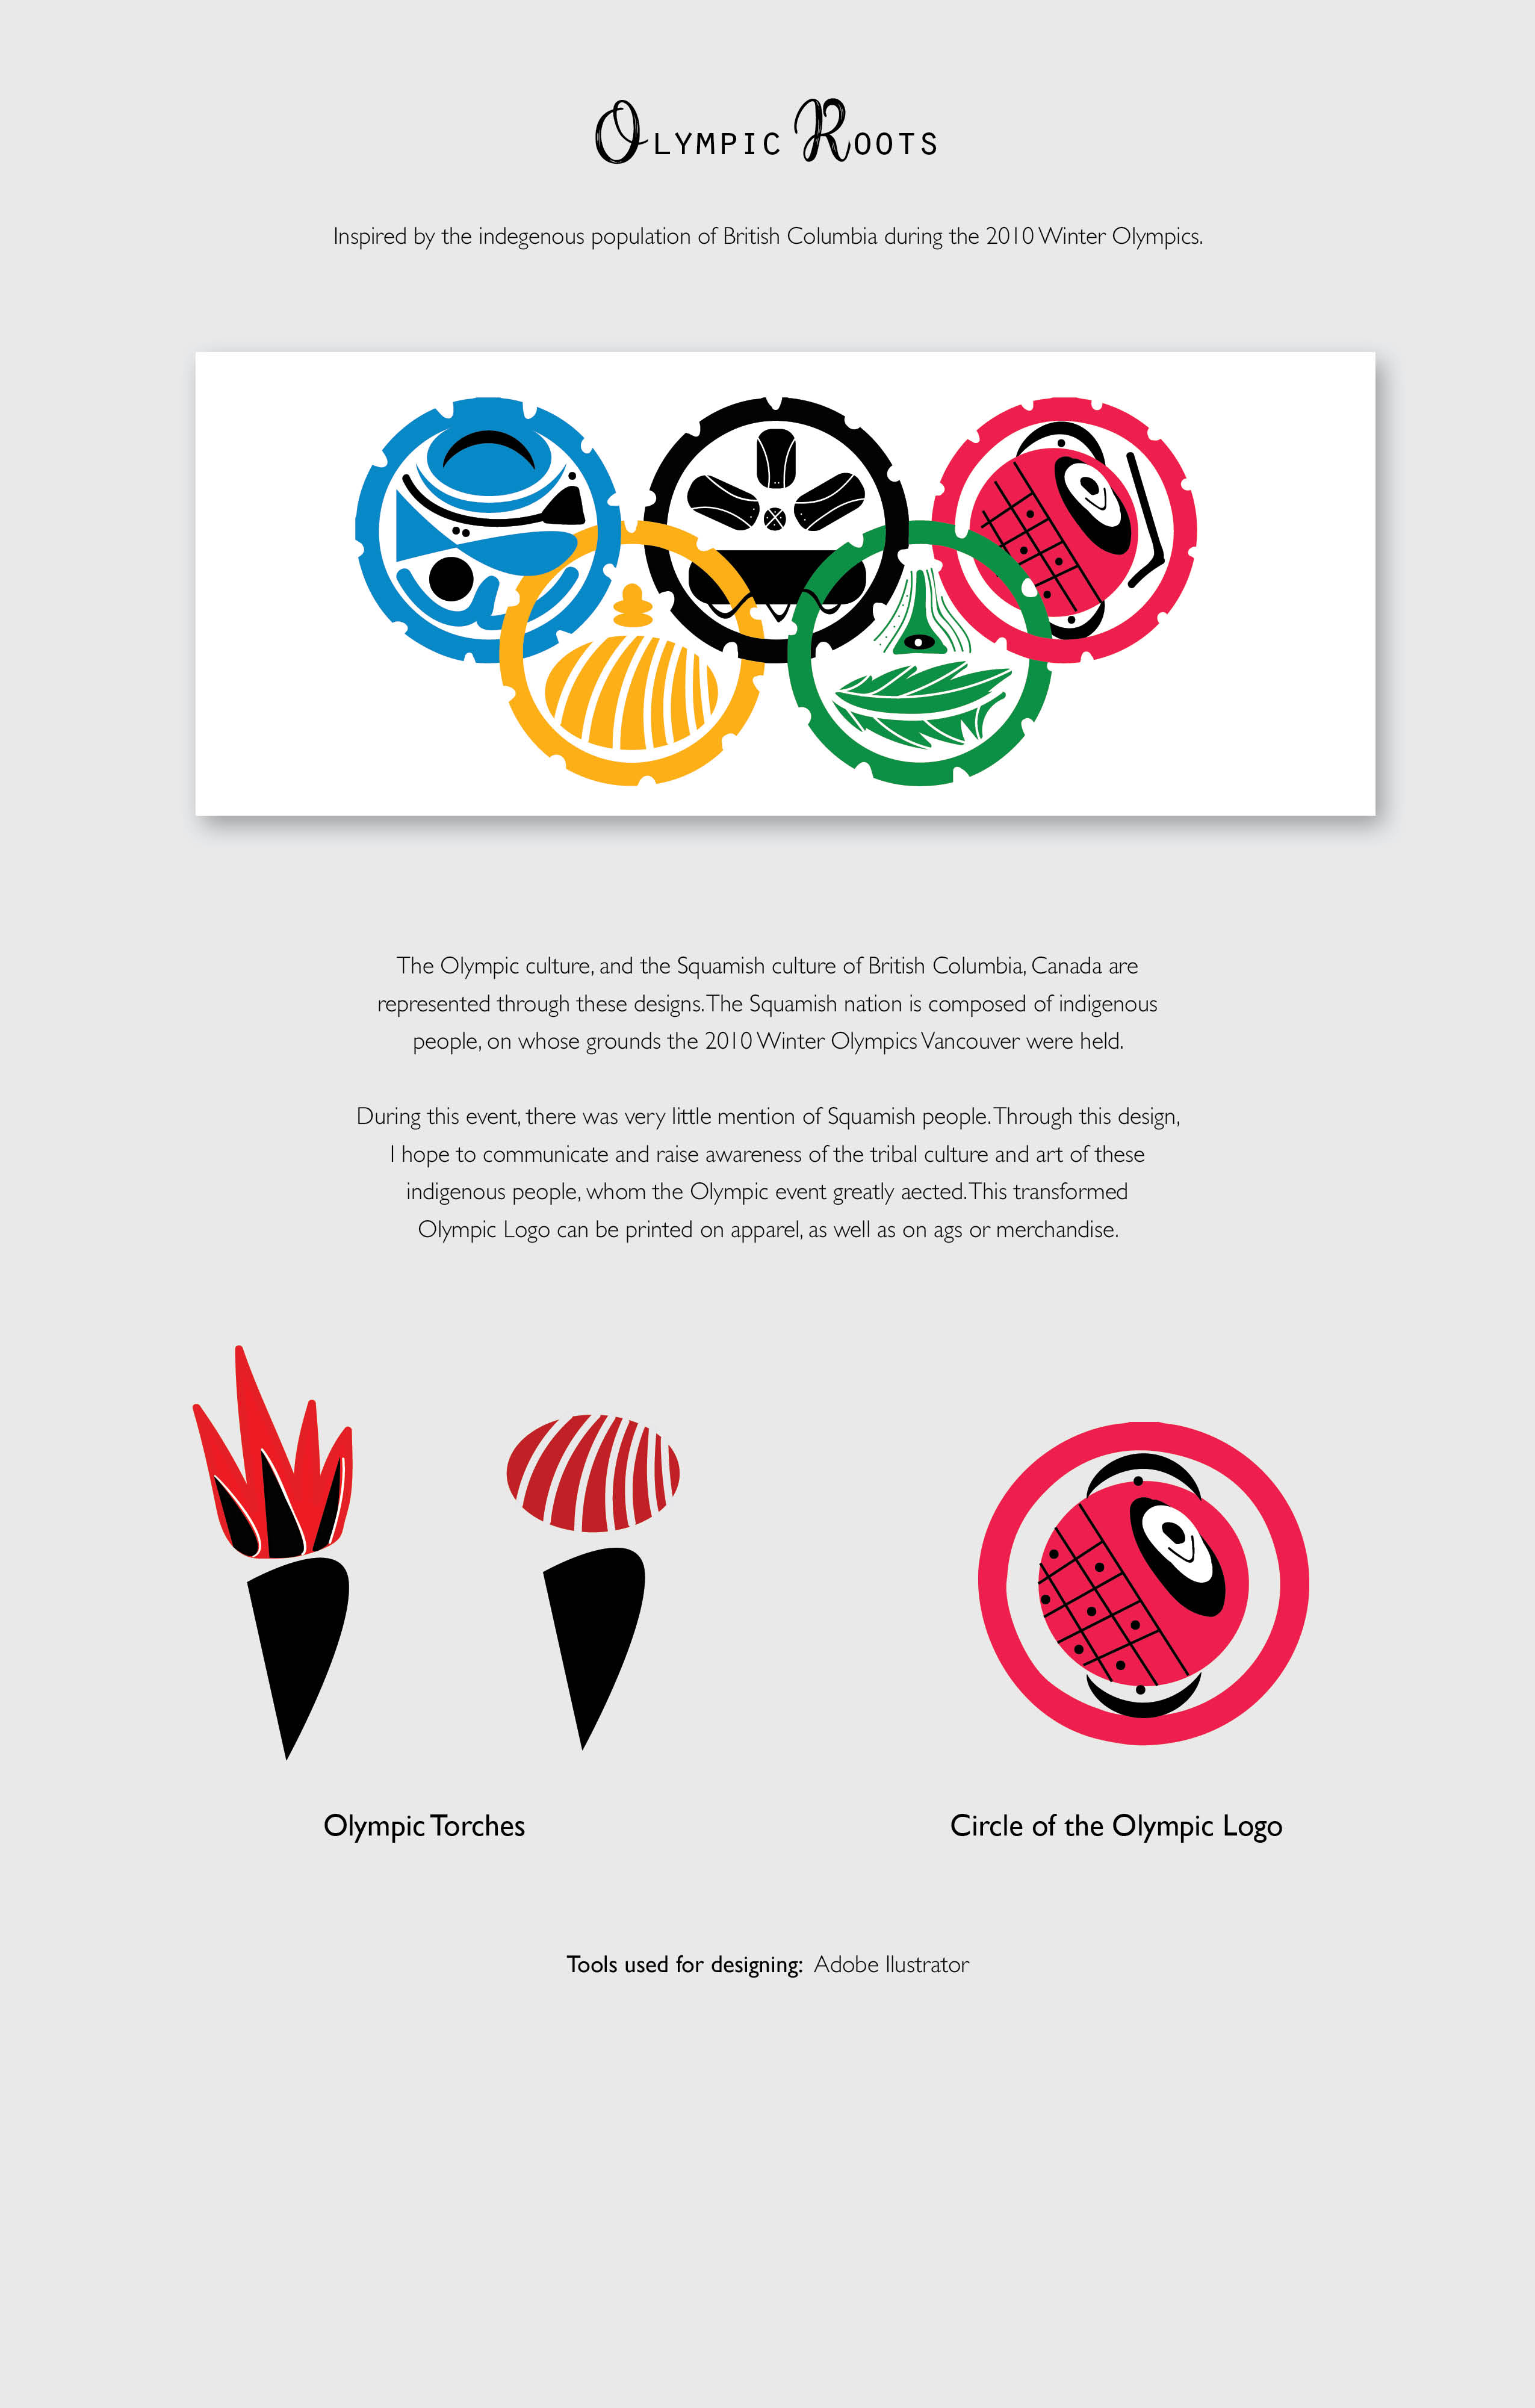 Olympic Roots
Inspired by the indegenous population of British Columbia during the 2010 Winter Olympics.
The Olympic culture, and the Squamish culture of British Columbia, Canada are
represented through these designs. The Squamish nation is composed of indigenous
people, on whose grounds the 2010 Winter Olympics Vancouver were held.
During this event, there was very little mention of Squamish people. Through this design,
I hope to communicate and raise awareness of the tribal culture and art of these
indigenous people, whom the Olympic event greatly aected. This transformed
Olympic Logo can be printed on apparel, as well as on ags or merchandise.
Olympic Torches
Circle of the Olympic Logo
Tools used for designing: Adobe Ilustrator